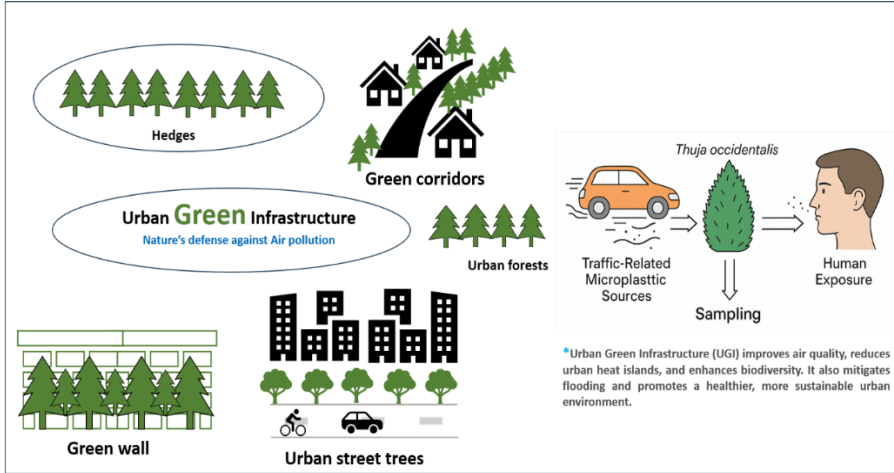 Hedges
Green corridors
Urban Green Infrastructure
Nature's defense against Air pollution
Urban forests
Green wall
Urban street trees
Thuja occidentalis
Traffic-Related
Microplasttic
Sources
Human
Exposure
Sampling
*Urban Green Infrastructure (UGI) improves air quality, reduces
urban heat islands, and enhances biodiversity. It also mitigates
flooding and promotes a healthier, more sustainable urban
environment.